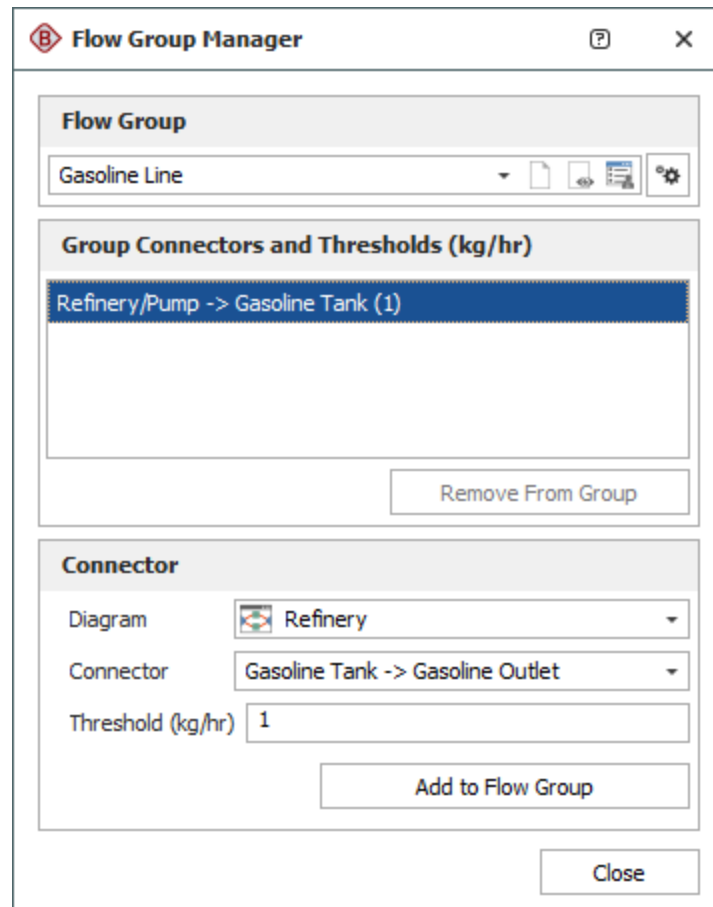 B Flow Group Manager
Flow Group
Gasoline Line
Group Connectors and Thresholds (kg/hr)
Refinery/Pump -> Gasoline Tank (1)
Remove From Group
Connector
Diagram Refinery
Connector Gasoline Tank -> Gasoline Outlet
Threshold (kg/hr) 1
Add to Flow Group
Close